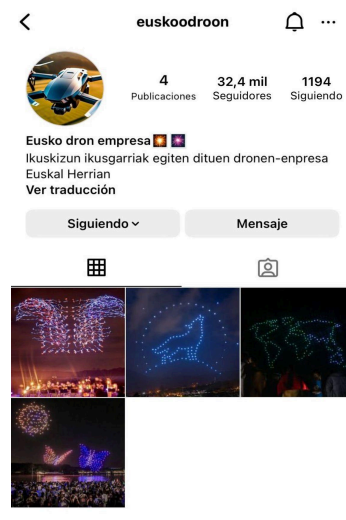 euskoodroon
4 32,4 mil 1194
Publicaciones Seguidores Siguiendo
Eusko dron empresa
Ikuskizun ikusgarriak egiten dituen dronen-enpresa
Euskal Herrian
Ver traducción
Siguiendo Mensaje